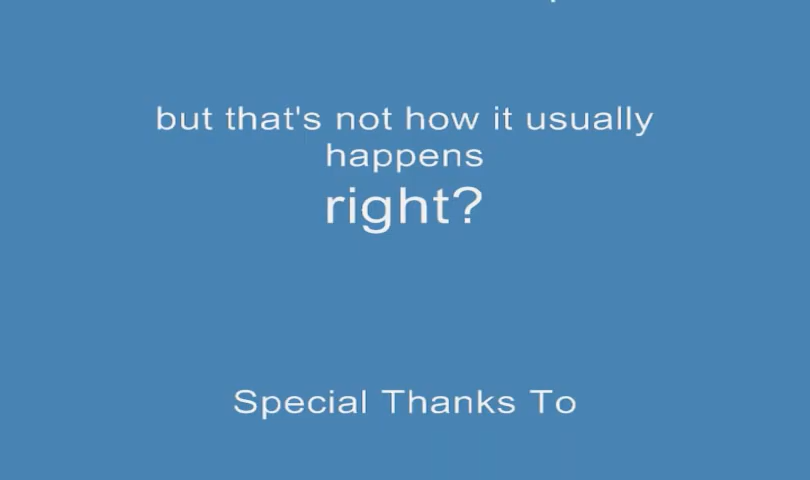 but that's not how it usually
happens
right?
Special Thanks To